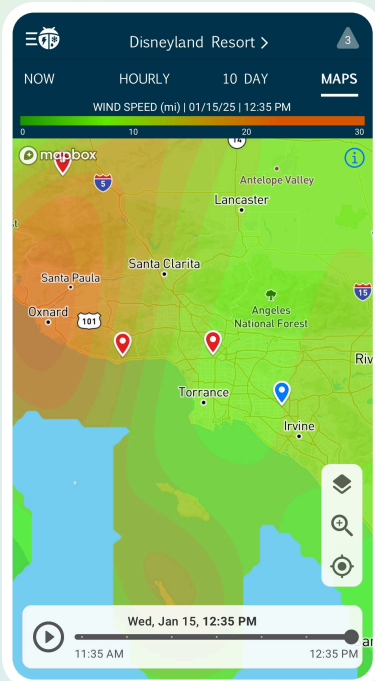 Disneyland Resort >
3
NOW HOURLY 10 DAY MAPS
WIND SPEED (mi) | 01/15/25 | 12:35 PM
0 10 20 30
mapbox
14
5
Antelope Valley
Lancaster
st
Santa Clarita
Santa Paula
15
Oxnard
101
Angeles
National Forest
Riv
Torrance
Irvine
Wed, Jan 15, 12:35 PM
11:35 AM 12:35 PM
ar